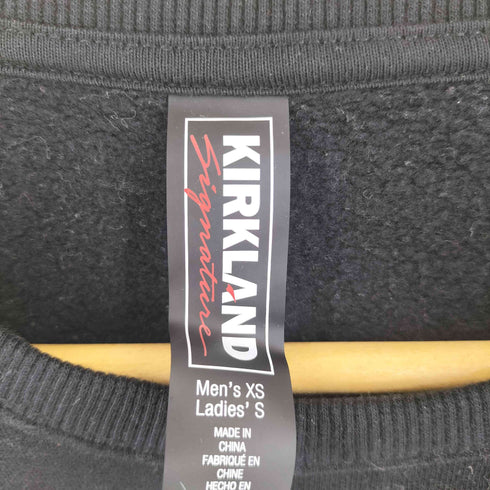 KIRKLAND
Signature
Men's XS
Ladies' S
MADE IN
CHINA
FABRIQUÉ EN
CHINE
HECHO EN